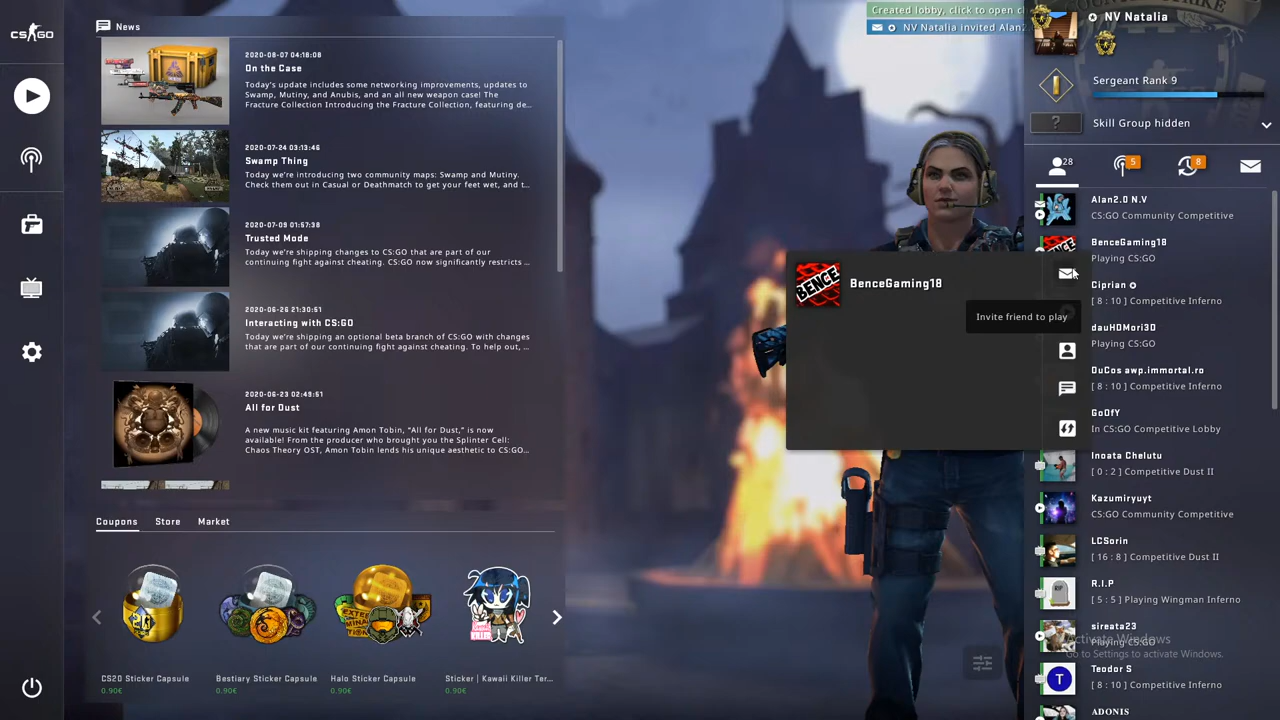 CS:GO
News
2020-08-07 04:18:08
On the Case
Today's update includes some networking improvements, updates to
Swamp, Mutiny, and Anubis, and an all new weapon case! The
Fracture Collection Introducing the Fracture Collection, featuring de…
2020-07-24 03:13:46
Swamp Thing
Today we're introducing two community maps: Swamp and Mutiny.
Check them out in Casual or Deathmatch to get your feet wet, and t…
2020-07-09 01:57:38
Trusted Mode
Today we're shipping changes to CS:GO that are part of our
continuing fight against cheating. CS:GO now significantly restricts …
2020-06-26 21:30:51
Interacting with CS:GO
Today we're shipping an optional beta branch of CS:GO with changes
that are part of our continuing fight against cheating. To help out, …
2020-06-23 02:49:51
All for Dust
A new music kit featuring Amon Tobin, "All for Dust," is now
available! From the producer who brought you the Splinter Cell:
Chaos Theory OST, Amon Tobin lends his unique aesthetic to CS:GO…
Coupons Store Market
CS20 Sticker Capsule
0.90€
Bestiary Sticker Capsule
0.90€
Halo Sticker Capsule
0.90€
Sticker | Kawaii Killer Ter...
0.90€
Created lobby, click to open ch
NV Natalia invited Alan2
NV Natalia
Sergeant Rank 9
?
Skill Group hidden
28
5
8
Alan2.0 N.V
CS:GO Community Competitive
BenceGaming18
Playing CS:GO
BENCE
BenceGaming18
Invite friend to play
Ciprian
[ 8 : 10 ] Competitive Inferno
dauHDMori3D
Playing CS:GO
DuCos awp.immortal.ro
[ 8 : 10 ] Competitive Inferno
GoOfY
In CS:GO Competitive Lobby
Inoata Chelutu
[ 0 : 2 ] Competitive Dust II
Kazumiryuyt
CS:GO Community Competitive
LCSorin
[ 16 : 8 ] Competitive Dust II
R.I.P
[ 5 : 5 ] Playing Wingman Inferno
sireata23
Playing CS:GO
Activate Windows
Go to Settings to activate Windows.
T
Teodor S
[ 8 : 10 ] Competitive Inferno
ADONIS